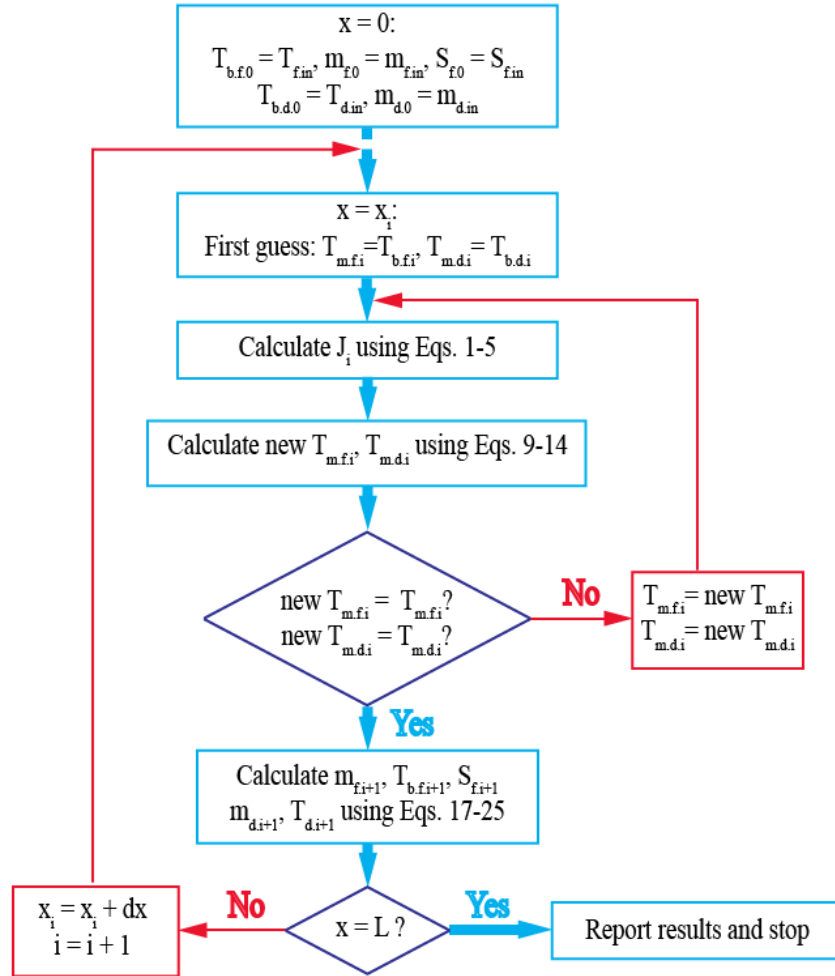 x = 0:
T_b.f.0 = T_f.in, m_f.0 = m_f.in, S_f.0 = S_f.in
T_b.d.0 = T_d.in, m_d.0 = m_d.in
x = x_i:
First guess: T_m.f.i=T_b.f.i, T_m.d.i= T_b.d.i
Calculate J_i using Eqs. 1-5
Calculate new T_m.f.i, T_m.d.i using Eqs. 9-14
new T_m.f.i = T_m.f.i?
new T_m.d.i = T_m.d.i?
No
T_m.f.i= new T_m.f.i
T_m.d.i= new T_m.d.i
Yes
Calculate m_f.i+1, T_b.f.i+1, S_f.i+1
m_d.i+1, T_d.i+1 using Eqs. 17-25
x_i = x_i + dx
i = i + 1
No
x = L ?
Yes
Report results and stop